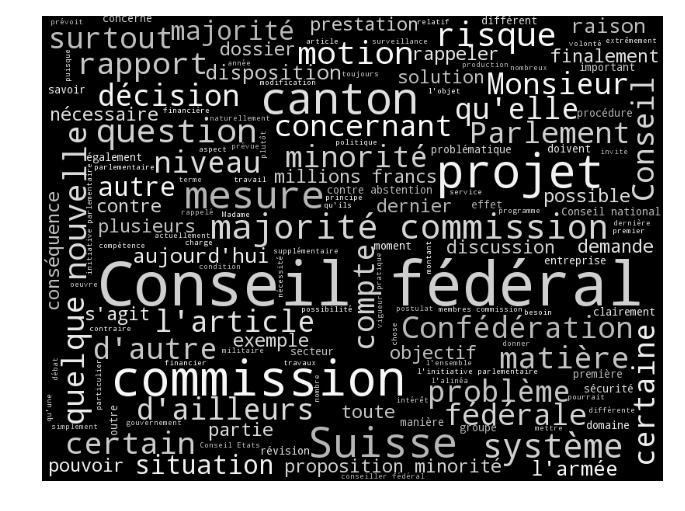 prévoit concerne prestation relatif différent raison
surtout majorité risque
dossier motion article surveillance volonté extrêmement
puisque rapport rappeler finalement
disposition année toujours production nombreux important
savoir modification solution Monsieur
décision canton l'objet qu'elle Conseil
nécessaire financière procédure
question naturellement concernant Parlement
aspect prévue plutôt politique doivent
également niveau minorité problématique invite
parlementaire projet
initiative parlementaire autre terme travail millions francs service
nouvelle mesure contre abstention effet possible
contre principe dernier programme
rappelé Madame qu'ils Conseil national
conséquence plusieurs majorité commission dernière
actuellement charge premier
compétence aujourd'hui supplémentaire moment discussion demande
condition nécessité compte pratique montant entreprise
oeuvre Conseil fédéral
possibilité vigueur postulat membres commission besoin clairement
s'agit l'article
contraire chose Confédération certaine
quelque d'autre exemple donner
militaire secteur objectif matière
débat financier travaux l'ensemble
particulier commission l'initiative parlementaire première
nombre l'alinéa problème sécurité
qu'une outre d'ailleurs intérêt pourrait
toute fédérale différente
simplement gouvernement partie manière groupe mettre domaine
certain Conseil Etats Suisse système
révision
pouvoir situation proposition minorité l'armée
conseiller fédéral